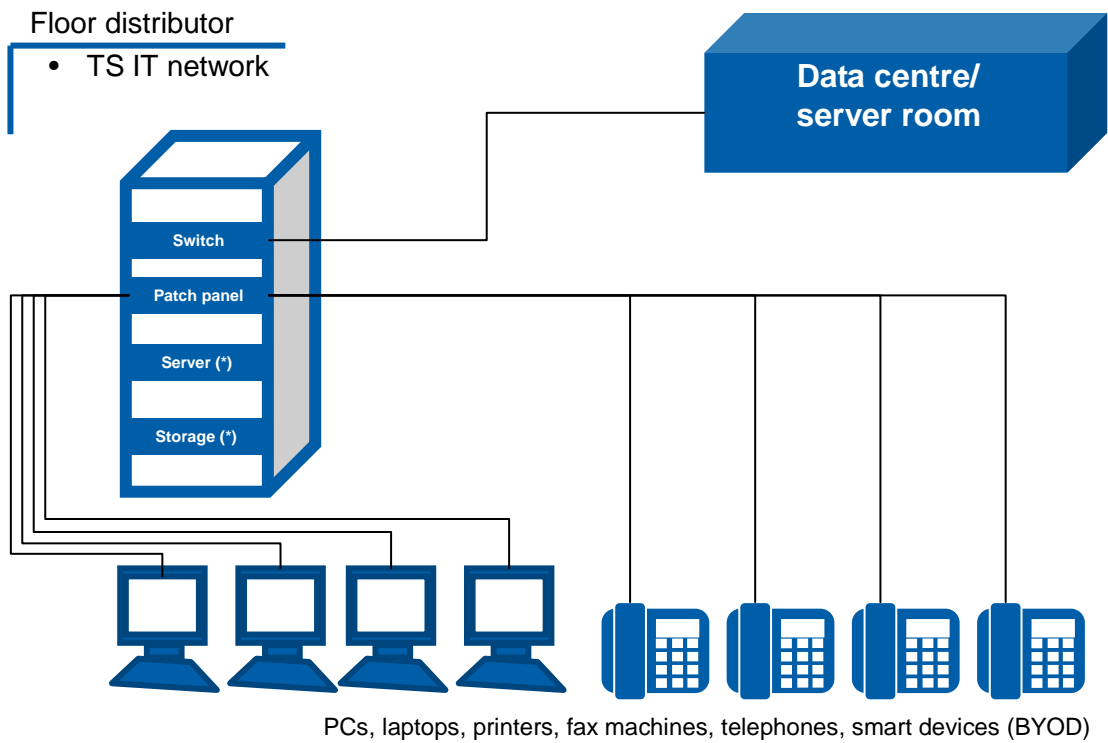 Floor distributor
• TS IT network
Data centre/
server room
Switch
Patch panel
Server (*)
Storage (*)
PCs, laptops, printers, fax machines, telephones, smart devices (BYOD)